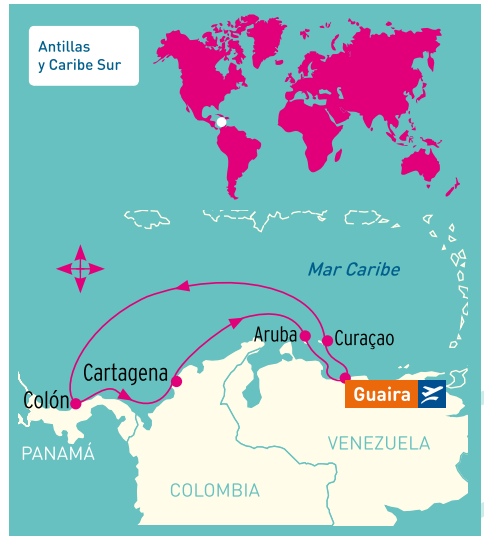 Antillas
y Caribe Sur
Mar Caribe
Aruba
Curaçao
Cartagena
Colón
Guaira
PANAMÁ
VENEZUELA
COLOMBIA